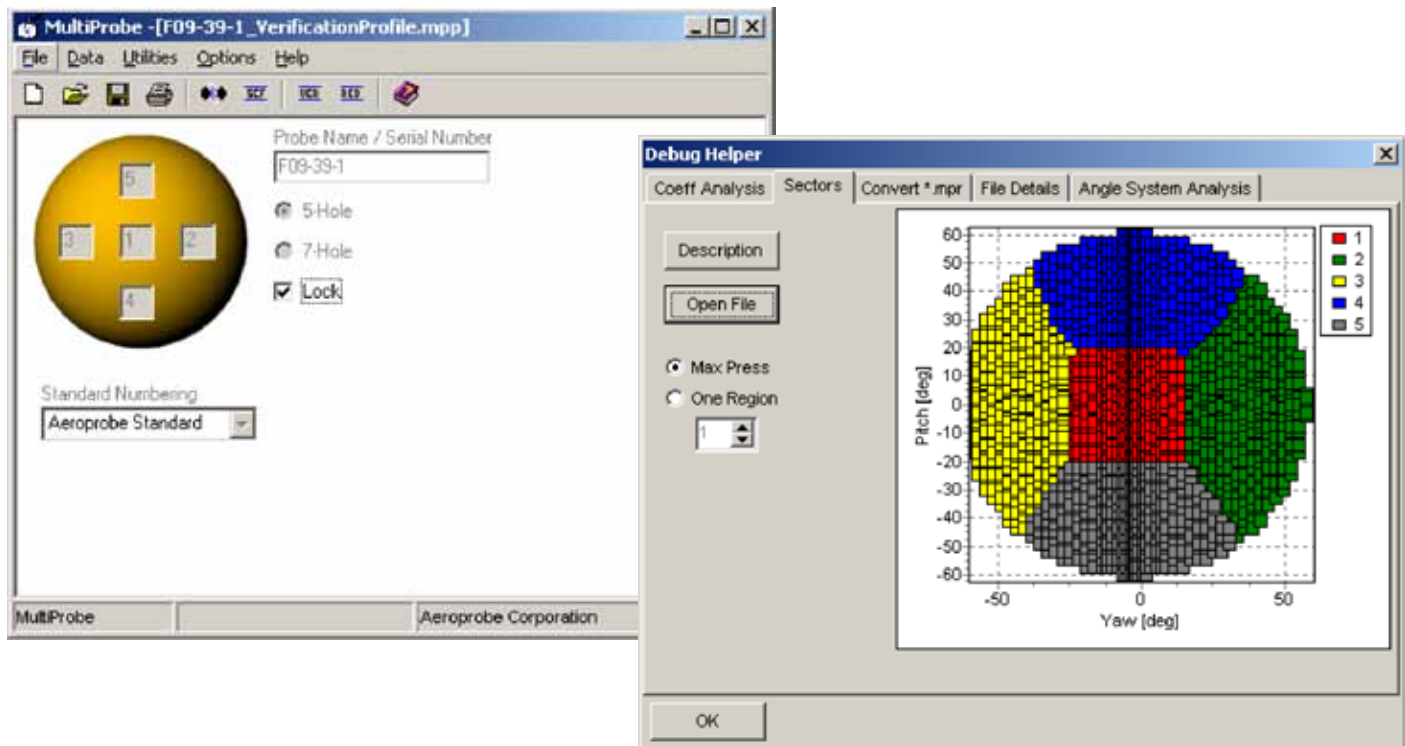 MultiProbe -[F09-39-1_VerificationProfile.mpp]
File Data Utilities Options Help
Probe Name / Serial Number
F09-39-1
5-Hole
7-Hole
Lock
5
3 1 2
4
Standard Numbering
Aeroprobe Standard
MultiProbe Aeroprobe Corporation
Debug Helper
Coeff Analysis Sectors Convert *.mpr File Details Angle System Analysis
Description
Open File
Max Press
One Region
1
Pitch [deg]
60
50
40
30
20
10
0
-10
-20
-30
-40
-50
-60
-50 0 50
Yaw [deg]
1
2
3
4
5
OK